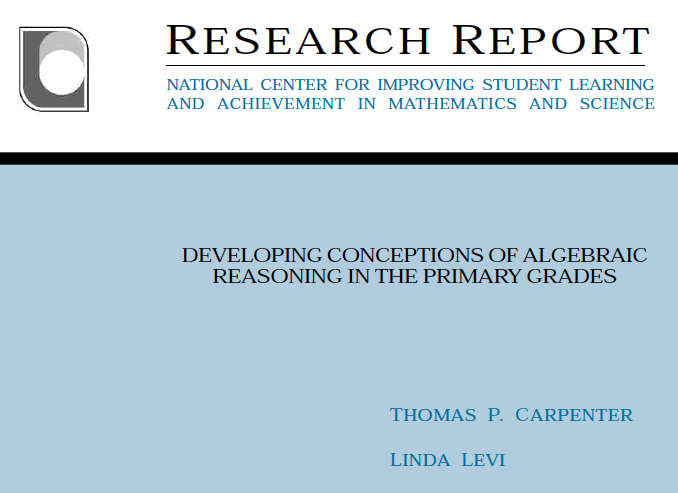 RESEARCH REPORT
NATIONAL CENTER FOR IMPROVING STUDENT LEARNING
AND ACHIEVEMENT IN MATHEMATICS AND SCIENCE
DEVELOPING CONCEPTIONS OF ALGEBRAIC
REASONING IN THE PRIMARY GRADES
THOMAS P. CARPENTER
LINDA LEVI